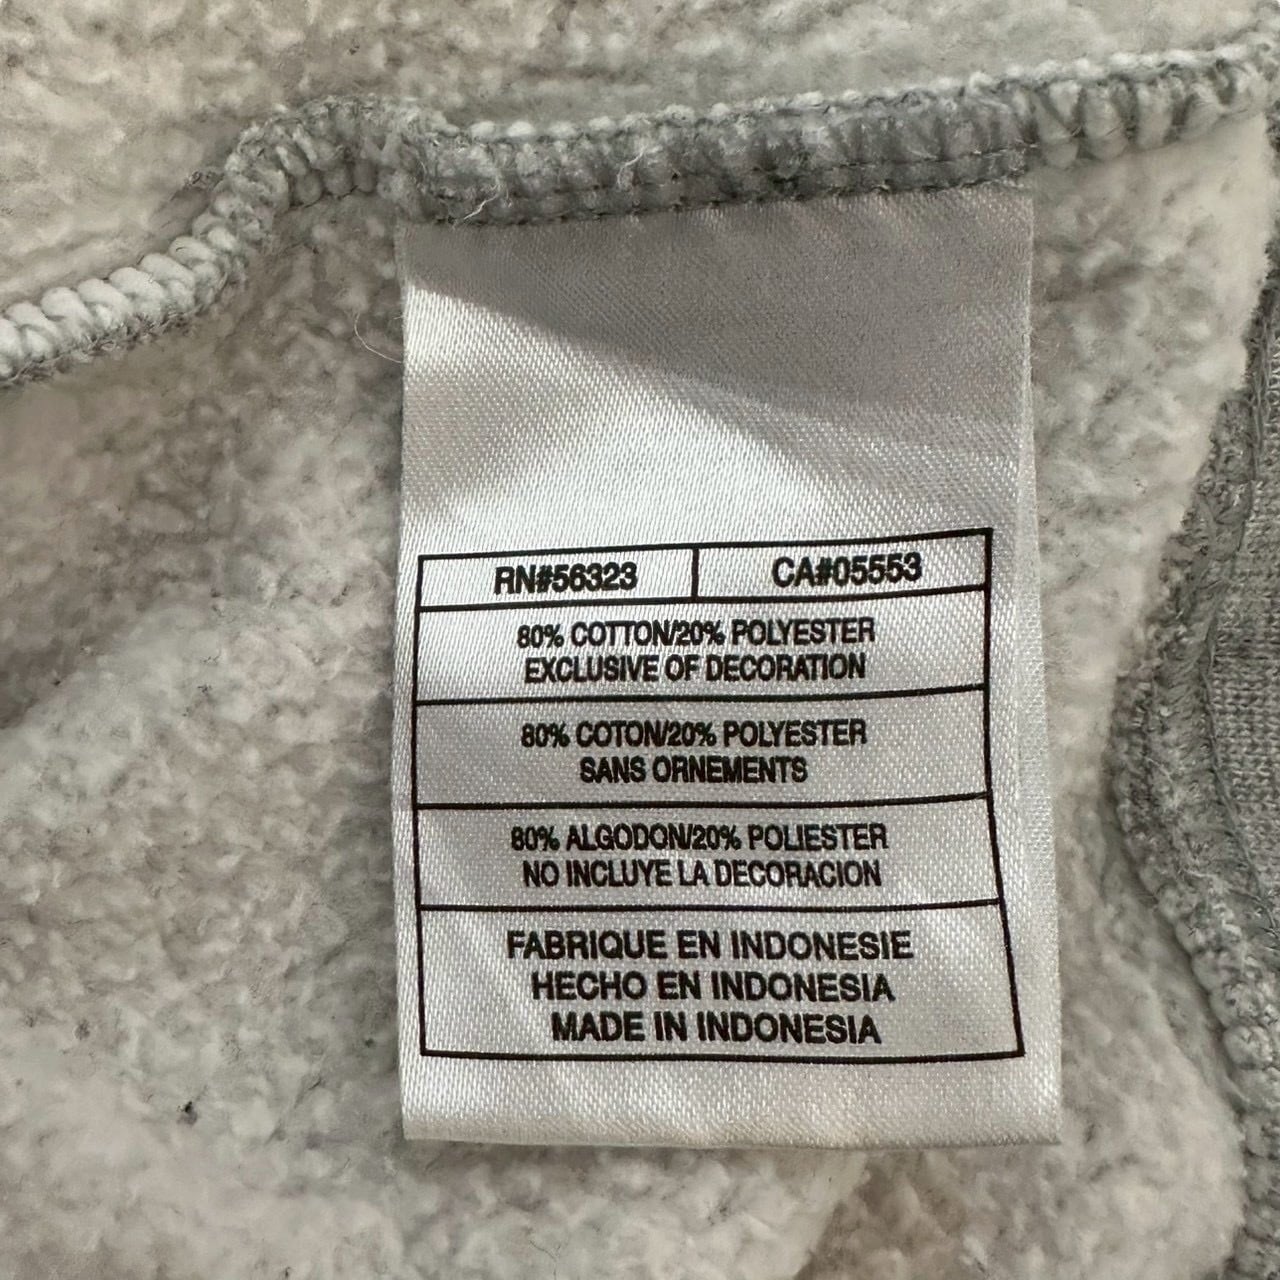 RN#56323 CA#05553
80% COTTON/20% POLYESTER
EXCLUSIVE OF DECORATION
80% COTON/20% POLYESTER
SANS ORNEMENTS
80% ALGODON/20% POLIESTER
NO INCLUYE LA DECORACION
FABRIQUE EN INDONESIE
HECHO EN INDONESIA
MADE IN INDONESIA